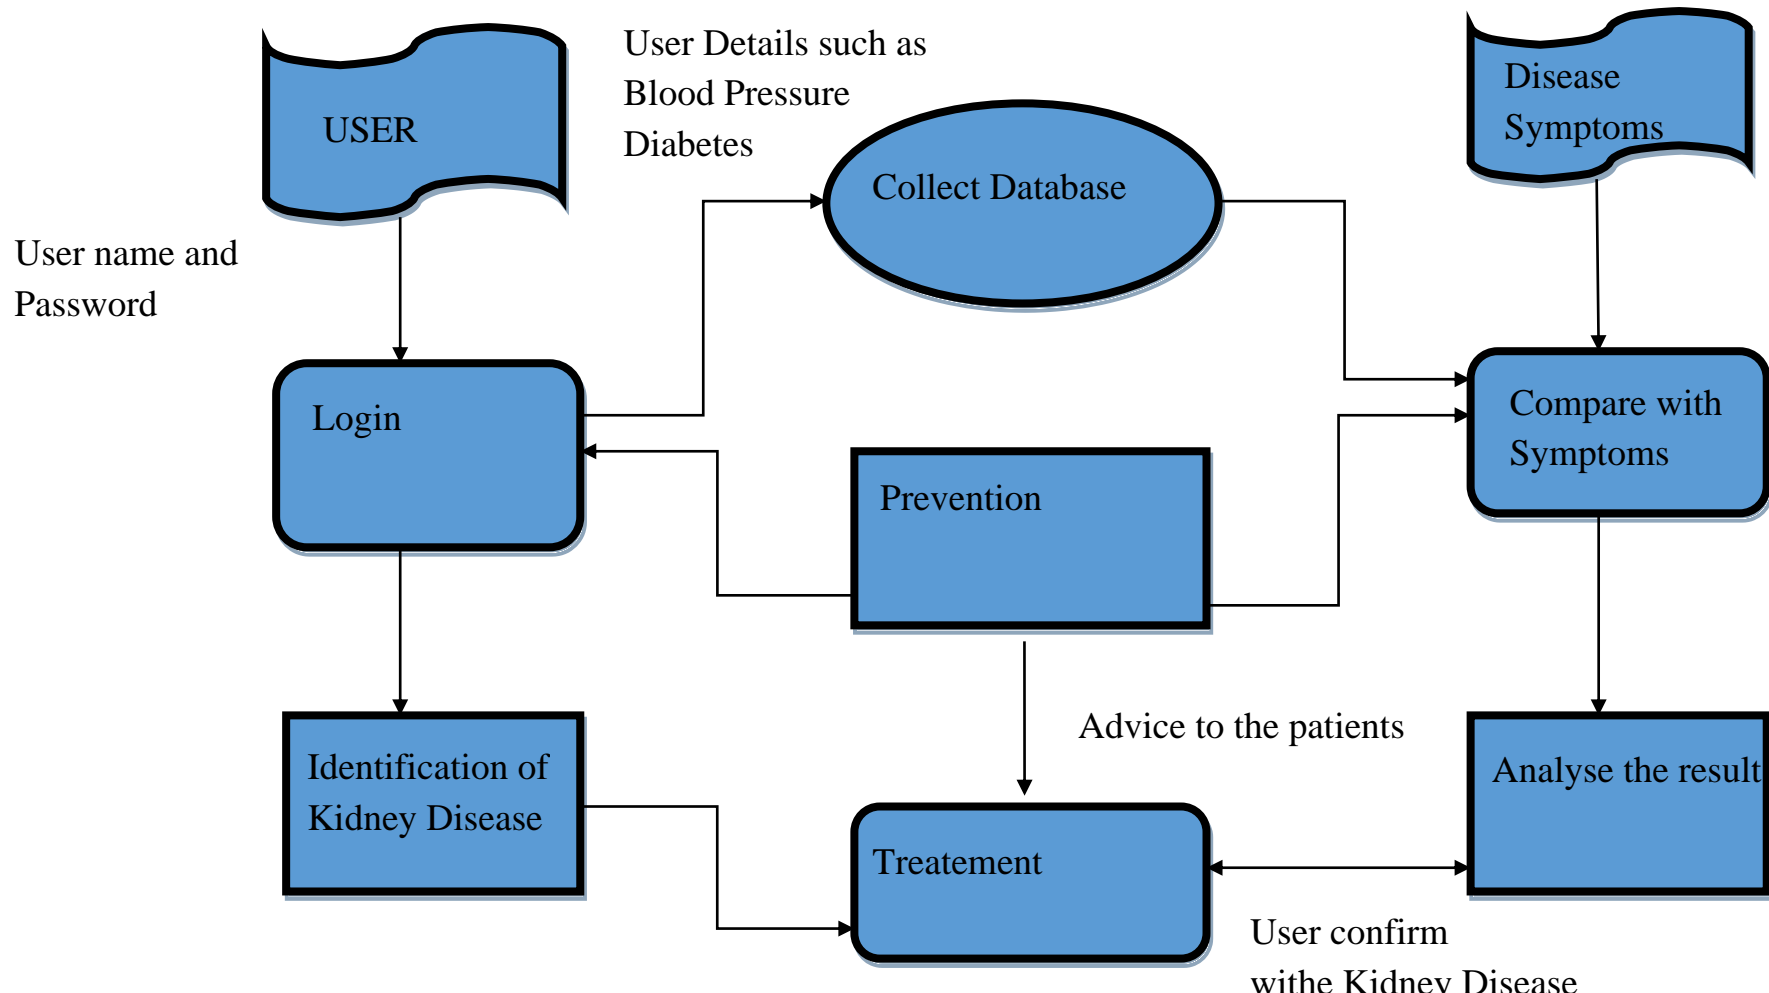 User Details such as
Blood Pressure
Diabetes
USER
Disease
Symptoms
Collect Database
User name and
Password
Login
Compare with
Symptoms
Prevention
Advice to the patients
Identification of
Kidney Disease
Analyse the result
Treatement
User confirm
withe Kidney Disease